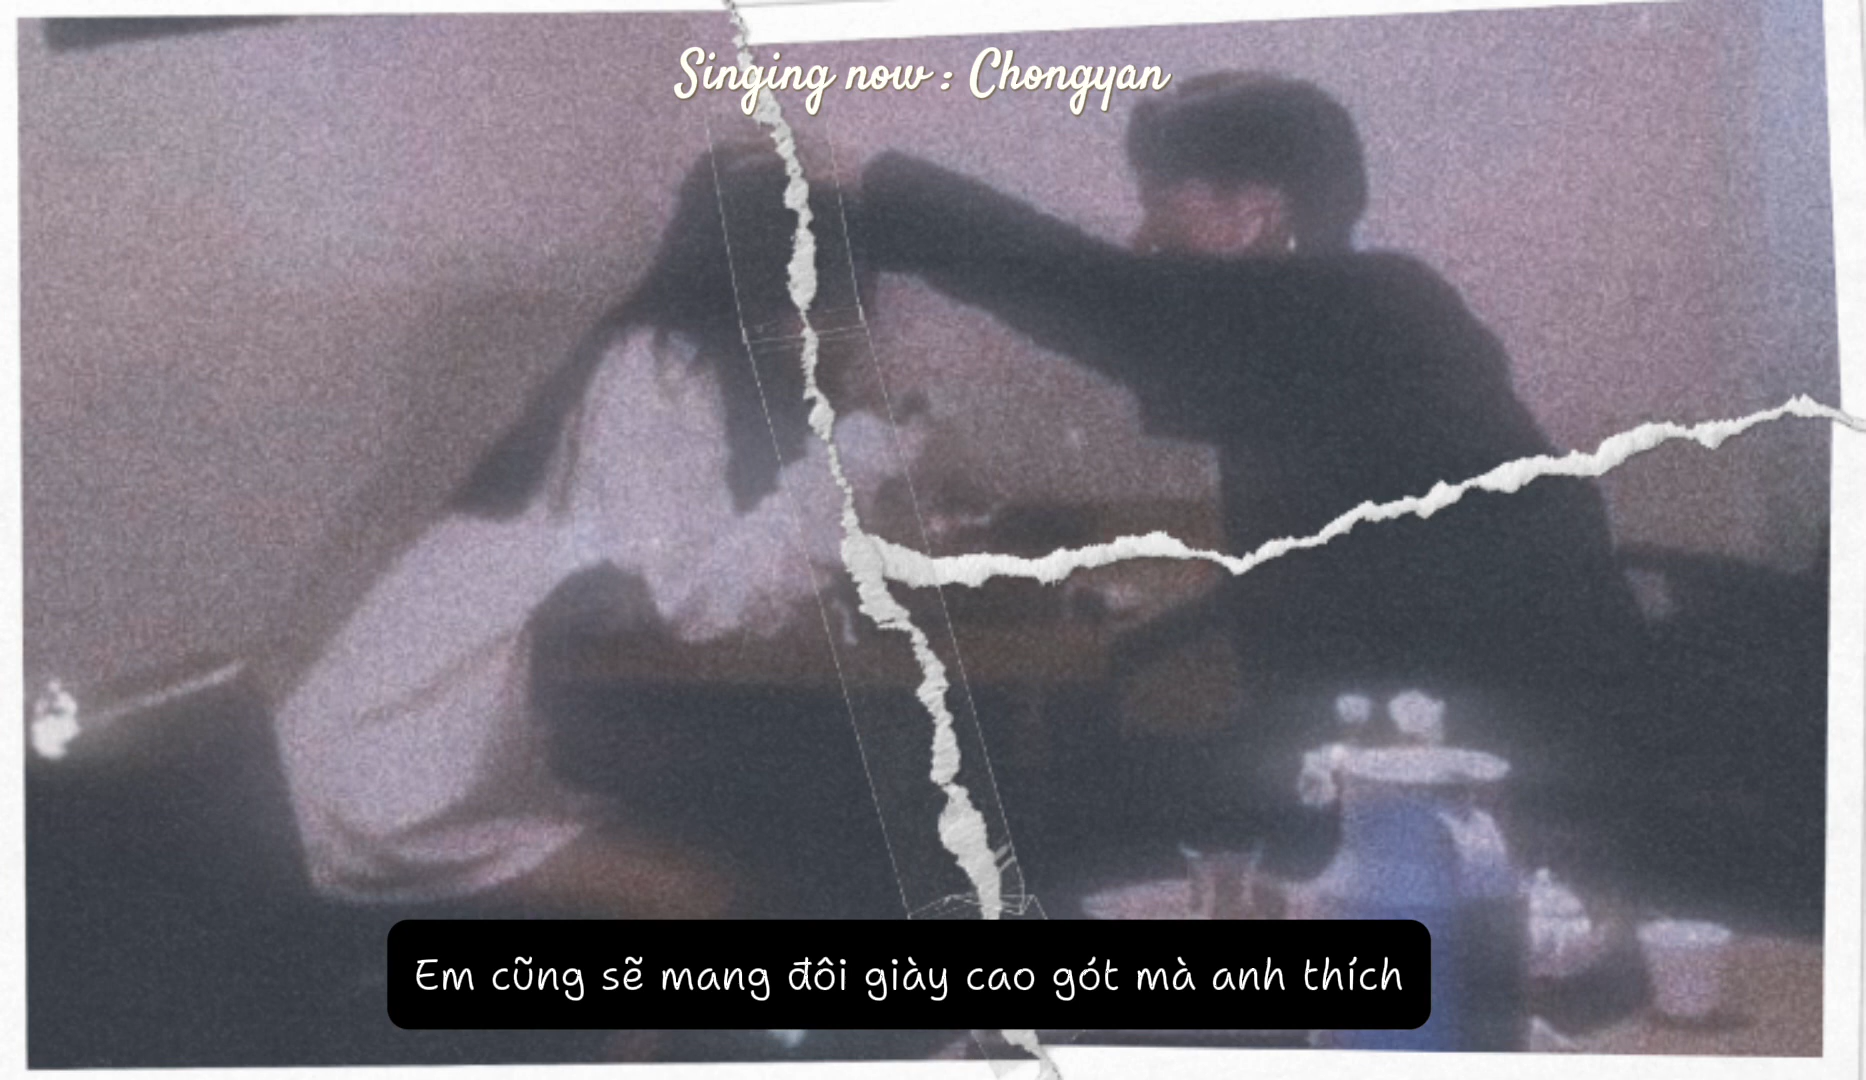 Singing now : Chongyan
Em cũng sẽ mang đôi giày cao gót mà anh thích